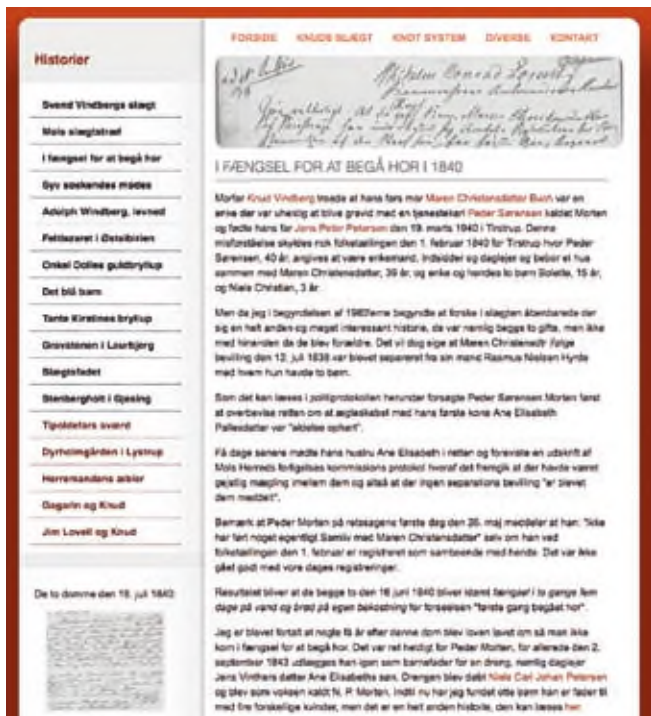 FORSIDE KNUDS SLÆGT KNDT SYSTEM DIVERSE KONTAKT
Historier
Svend Vindbergs slægt
Mols slægtstræf
I fængsel for at begå hor
Syv søskendes mødes
Adolph Windberg, levned
Feltlazaret i Østsibirien
Onkel Dolles guldbryllup
Det blå barn
Tante Kirstines bryllup
Gravstenen i Laurbjerg
Slægtsfadet
Stenbergholt i Gjesing
Tipoldefars sværd
Dyrholmgården i Lystrup
Herremandens arbier
Gagarin og Knud
Jim Lovell og Knud
De to domme den 16. juli 1840:
I FÆNGSEL FOR AT BEGÅ HOR I 1840
Morfar Knud Vindberg troede at hans fars mor Maren Christensdatter Buch var en
enke der var uheldig at blive gravid med en tjenestekarl Peder Sørensen kaldet Morten
og fødte hans far Jens Peter Petersen den 19. marts 1840 i Tirstrup. Denne
misforståelse skyldes nok folketællingen den 1. februar 1840 for Tirstrup hvor Peder
Sørensen, 40 år, angives at være enkemand, indsidder og daglejer og bebor et hus
sammen med Maren Christensdatter, 39 år, og enke og hendes to børn Solette, 15 år,
og Niels Christian, 3 år.
Men da jeg i begyndelsen af 1980'erne begyndte at forske i slægten åbenbarede der
sig en helt anden og meget interessant historie, de var nemlig begge to gifte, men ikke
med hinanden da de blev forældre. Det vil dog sige at Maren Christensdtr ifølge
bevilling den 12. juli 1838 var blevet separeret fra sin mand Rasmus Nielsen Hyrde
med hvem hun havde to børn.
Som det kan læses i politiprotokollen herunder forsøgte Peder Sørensen Morten først
at overbevise retten om at ægteskabet med hans første kone Ane Elisabeth
Pallesdatter var "aldeles ophørt".
Få dage senere mødte hans hustru Ane Elisabeth i retten og foreviste en udskrift af
Mols Herreds forligelses kommissions protokol hvoraf det fremgik at der havde været
gejstlig mægling imellem dem og altså at der ingen separations bevilling "er blevet
dem meddelt".
Bemærk at Peder Morten på retssagens første dag den 26. maj meddeler at han: "ikke
har ført noget egentligt Samliv med Maren Christensdatter" selv om han ved
folketællingen den 1. februar er registreret som samboende med hende. Det var ikke
gået godt med vore dages registreringer.
Resultatet bliver at de begge to den 16 juni 1840 bliver idømt fængsel i to gange fem
dage på vand og brød på egen bekostning for forseelsen "første gang begået hor".
Jeg er blevet fortalt at nogle få år efter denne dom blev loven lavet om så man ikke
kom i fængsel for at begå hor. Det var ret heldigt for Peder Morten, for allerede den 2.
september 1843 udlægges han igen som barnefader for en dreng, nemlig daglejer
Jens Vinthers datter Ane Elisabeths søn. Drengen blev døbt Niels Carl Johan Petersen
og blev som voksen kaldt N. P. Morten. Indtil nu har jeg fundet otte børn han er fader til
med fire forskellige kvinder, men det er en helt anden historie, den kan læses her.